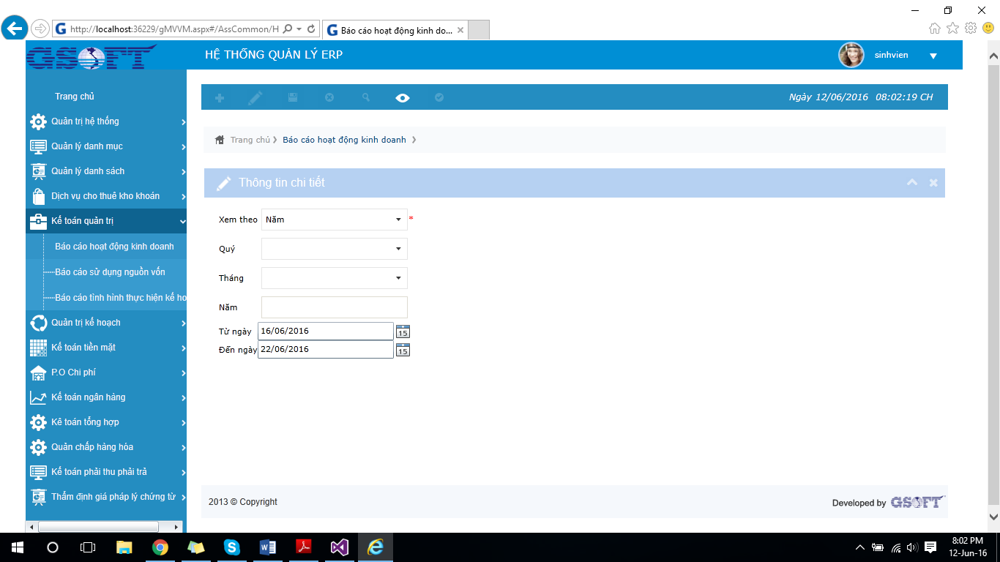 http://localhost:36229/gMVVM.aspx#/AssCommon/H
Báo cáo hoạt động kinh do...
GSOFT
HỆ THỐNG QUẢN LÝ ERP
sinhvien
Trang chủ
Quản trị hệ thống
Quản lý danh mục
Quản lý danh sách
Dịch vụ cho thuê kho khoán
Kế toán quản trị
Báo cáo hoạt động kinh doanh
Báo cáo sử dụng nguồn vốn
Báo cáo tình hình thực hiện kế ho
Quản trị kế hoạch
Kế toán tiền mặt
P.O Chi phí
Kế toán ngân hàng
Kê toán tổng hợp
Quản chấp hàng hóa
Kế toán phải thu phải trả
Thẩm định giá pháp lý chứng từ
Ngày 12/06/2016 08:02:19 CH
Trang chủ
Báo cáo hoạt động kinh doanh
Thông tin chi tiết
Xem theo Năm *
Quý
Tháng
Năm
Từ ngày 16/06/2016 15
Đến ngày 22/06/2016 15
2013 © Copyright
Developed by GSOFT
8:02 PM
12-Jun-16